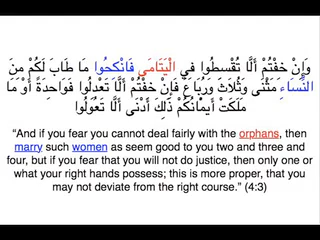 وَإِنْ خِفْتُمْ أَلَّا تُقْسِطُوا فِي الْيَتَامَى فَانْكِحُوا مَا طَابَ لَكُمْ مِنَ
النِّسَاءِ مَثْنَى وَثُلَاثَ وَرُبَاعَ فَإِنْ خِفْتُمْ أَلَّا تَعْدِلُوا فَوَاحِدَةً أَوْ مَا
مَلَكَتْ أَيْمَانُكُمْ ذَلِكَ أَدْنَى أَلَّا تَعُولُوا
“And if you fear you cannot deal fairly with the orphans, then
marry such women as seem good to you two and three and
four, but if you fear that you will not do justice, then only one or
what your right hands possess; this is more proper, that you
may not deviate from the right course.” (4:3)